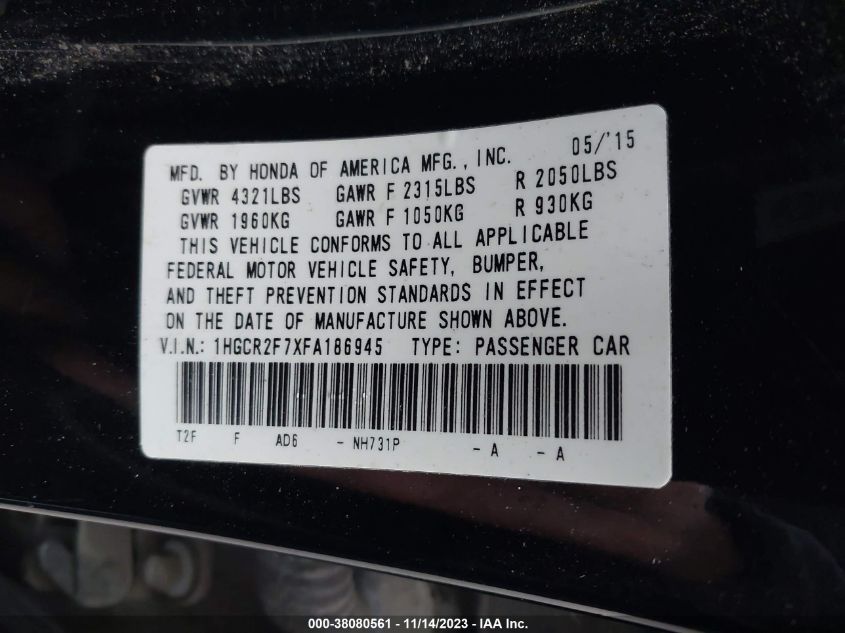 05/'15
MFD. BY HONDA OF AMERICA MFG., INC.
GVWR 4321LBS GAWR F 2315LBS R 2050LBS
GVWR 1960KG GAWR F 1050KG R 930KG
THIS VEHICLE CONFORMS TO ALL APPLICABLE
FEDERAL MOTOR VEHICLE SAFETY, BUMPER,
AND THEFT PREVENTION STANDARDS IN EFFECT
ON THE DATE OF MANUFACTURE SHOWN ABOVE.
V.I.N.: 1HGCR2F7XFA186945 TYPE: PASSENGER CAR
T2F F AD6 - NH731P - A - A
000-38080561 - 11/14/2023 - IAA Inc.